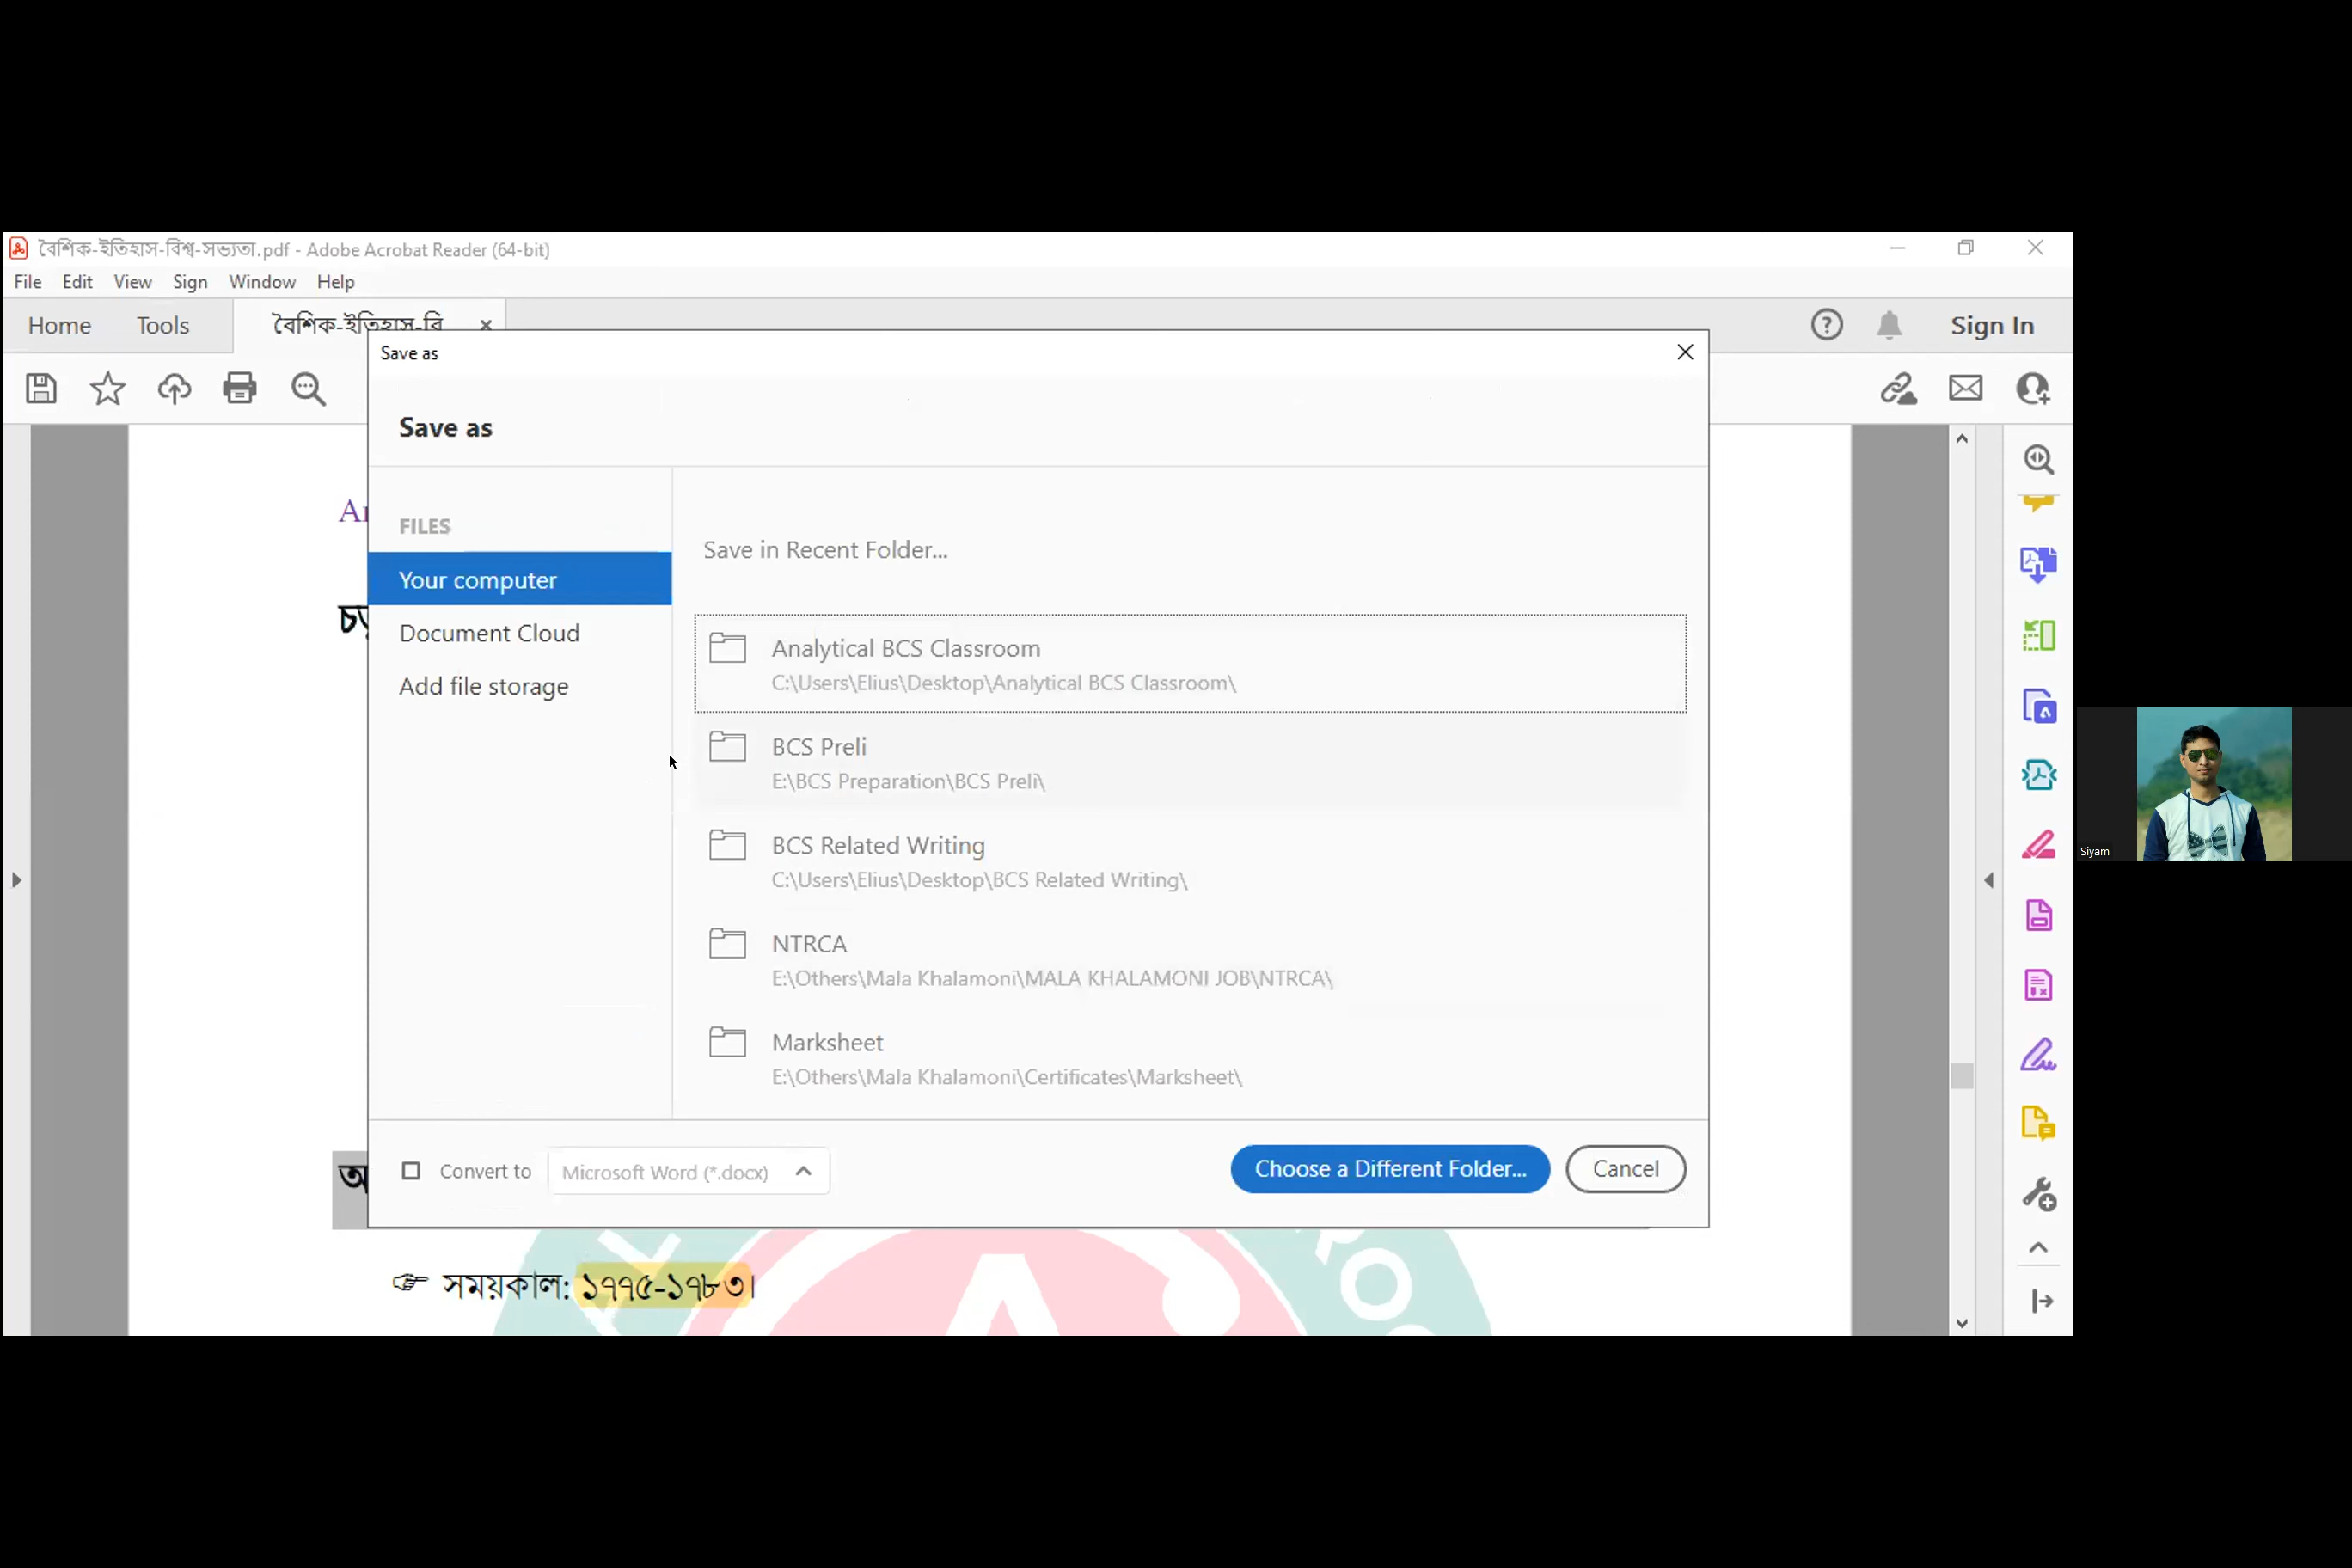 বৈশিক-ইতিহাস-বিশ্ব-সভ্যতা.pdf - Adobe Acrobat Reader (64-bit)
File Edit View Sign Window Help
Home Tools বৈশিক-ইতিহাস-বি
Sign In
Save as
Save as
FILES
Your computer
Document Cloud
Add file storage
Save in Recent Folder...
Analytical BCS Classroom
C:\Users\Elius\Desktop\Analytical BCS Classroom\
BCS Preli
E:\BCS Preparation\BCS Preli\
BCS Related Writing
C:\Users\Elius\Desktop\BCS Related Writing\
NTRCA
E:\Others\Mala Khalamoni\MALA KHALAMONI JOB\NTRCA\
Marksheet
E:\Others\Mala Khalamoni\Certificates\Marksheet\
Convert to Microsoft Word (*.docx)
Choose a Different Folder... Cancel
সময়কাল: ১৭৭৫-১৭৮৩।
Siyam